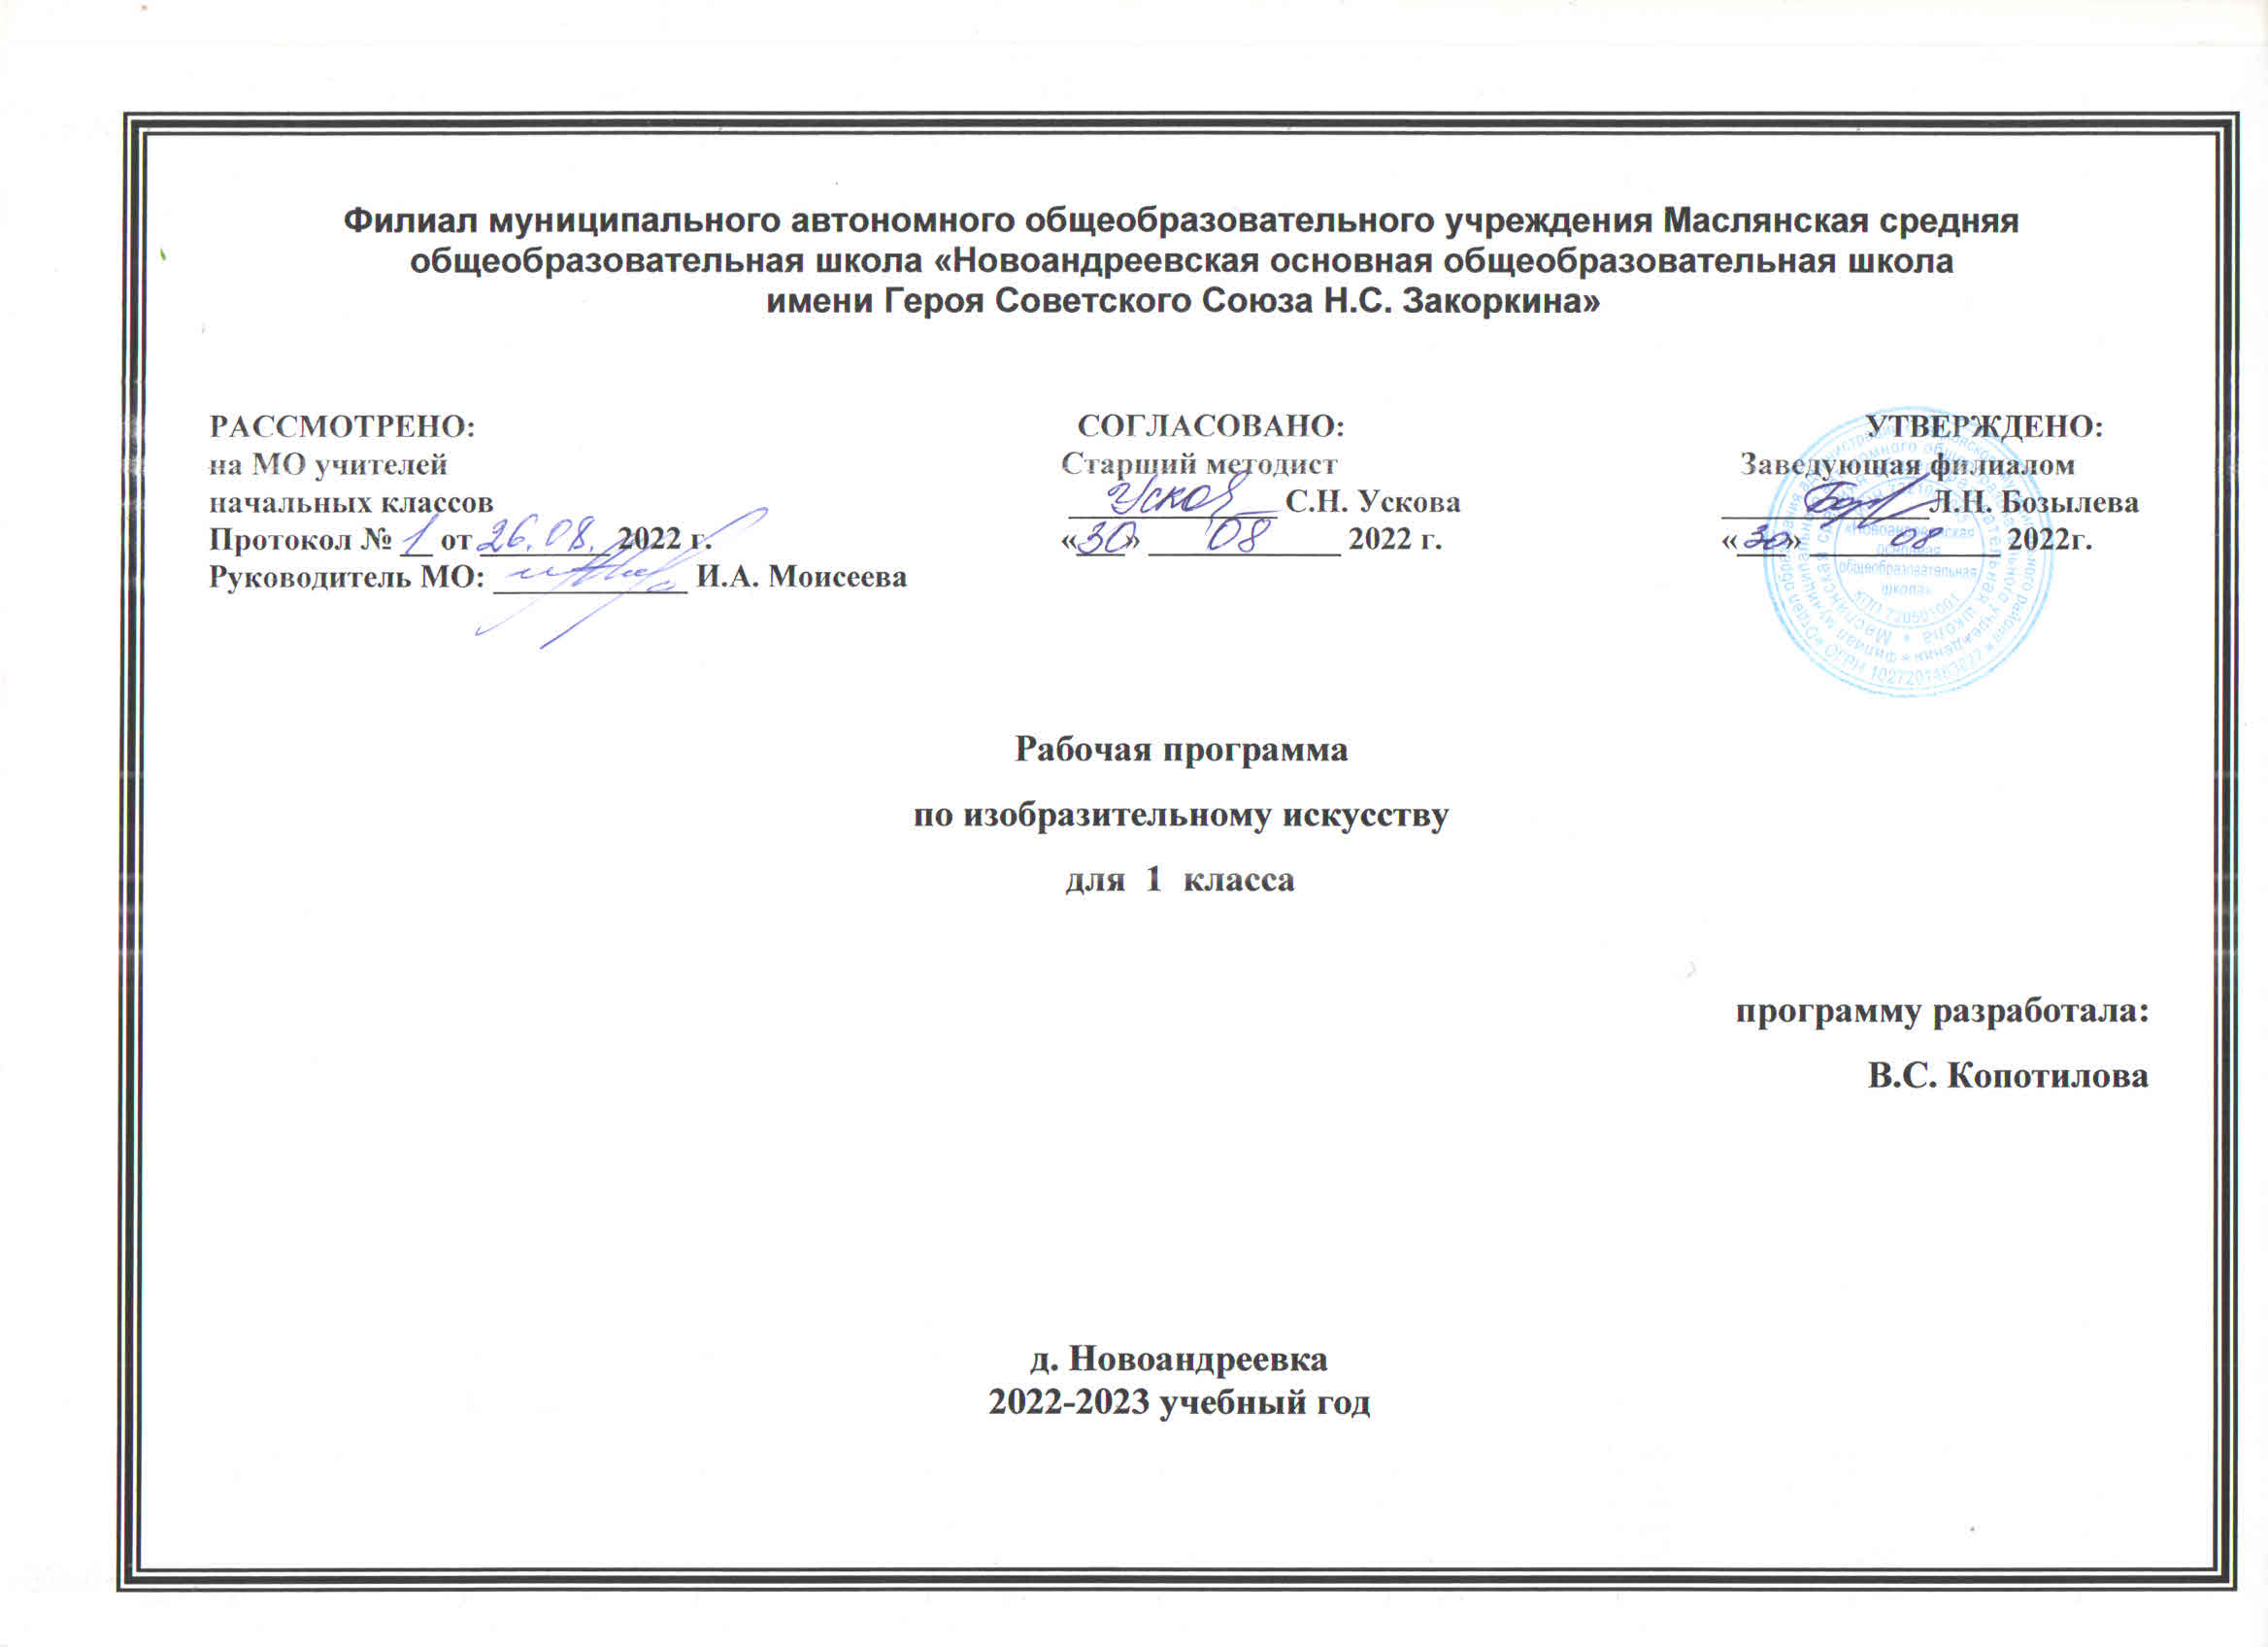 Филиал муниципального автономного общеобразовательного учреждения Маслянская средняя
общеобразовательная школа «Новоандреевская основная общеобразовательная школа
имени Героя Советского Союза Н.С. Закоркина»
РАССМОТРЕНО:
на МО учителей
начальных классов
Протокол № 1 от 26.08. 2022 г.
Руководитель МО: И.А. Моисеева
СОГЛАСОВАНО:
Старший методист
Ускова С.Н. Ускова
«30» 08 2022 г.
УТВЕРЖДЕНО:
Заведующая филиалом
Л.Н. Бозылева
«30» 08 2022г.
общеобразовательная
школа»
Рабочая программа
по изобразительному искусству
для 1 класса
программу разработала:
В.С. Копотилова
д. Новоандреевка
2022-2023 учебный год